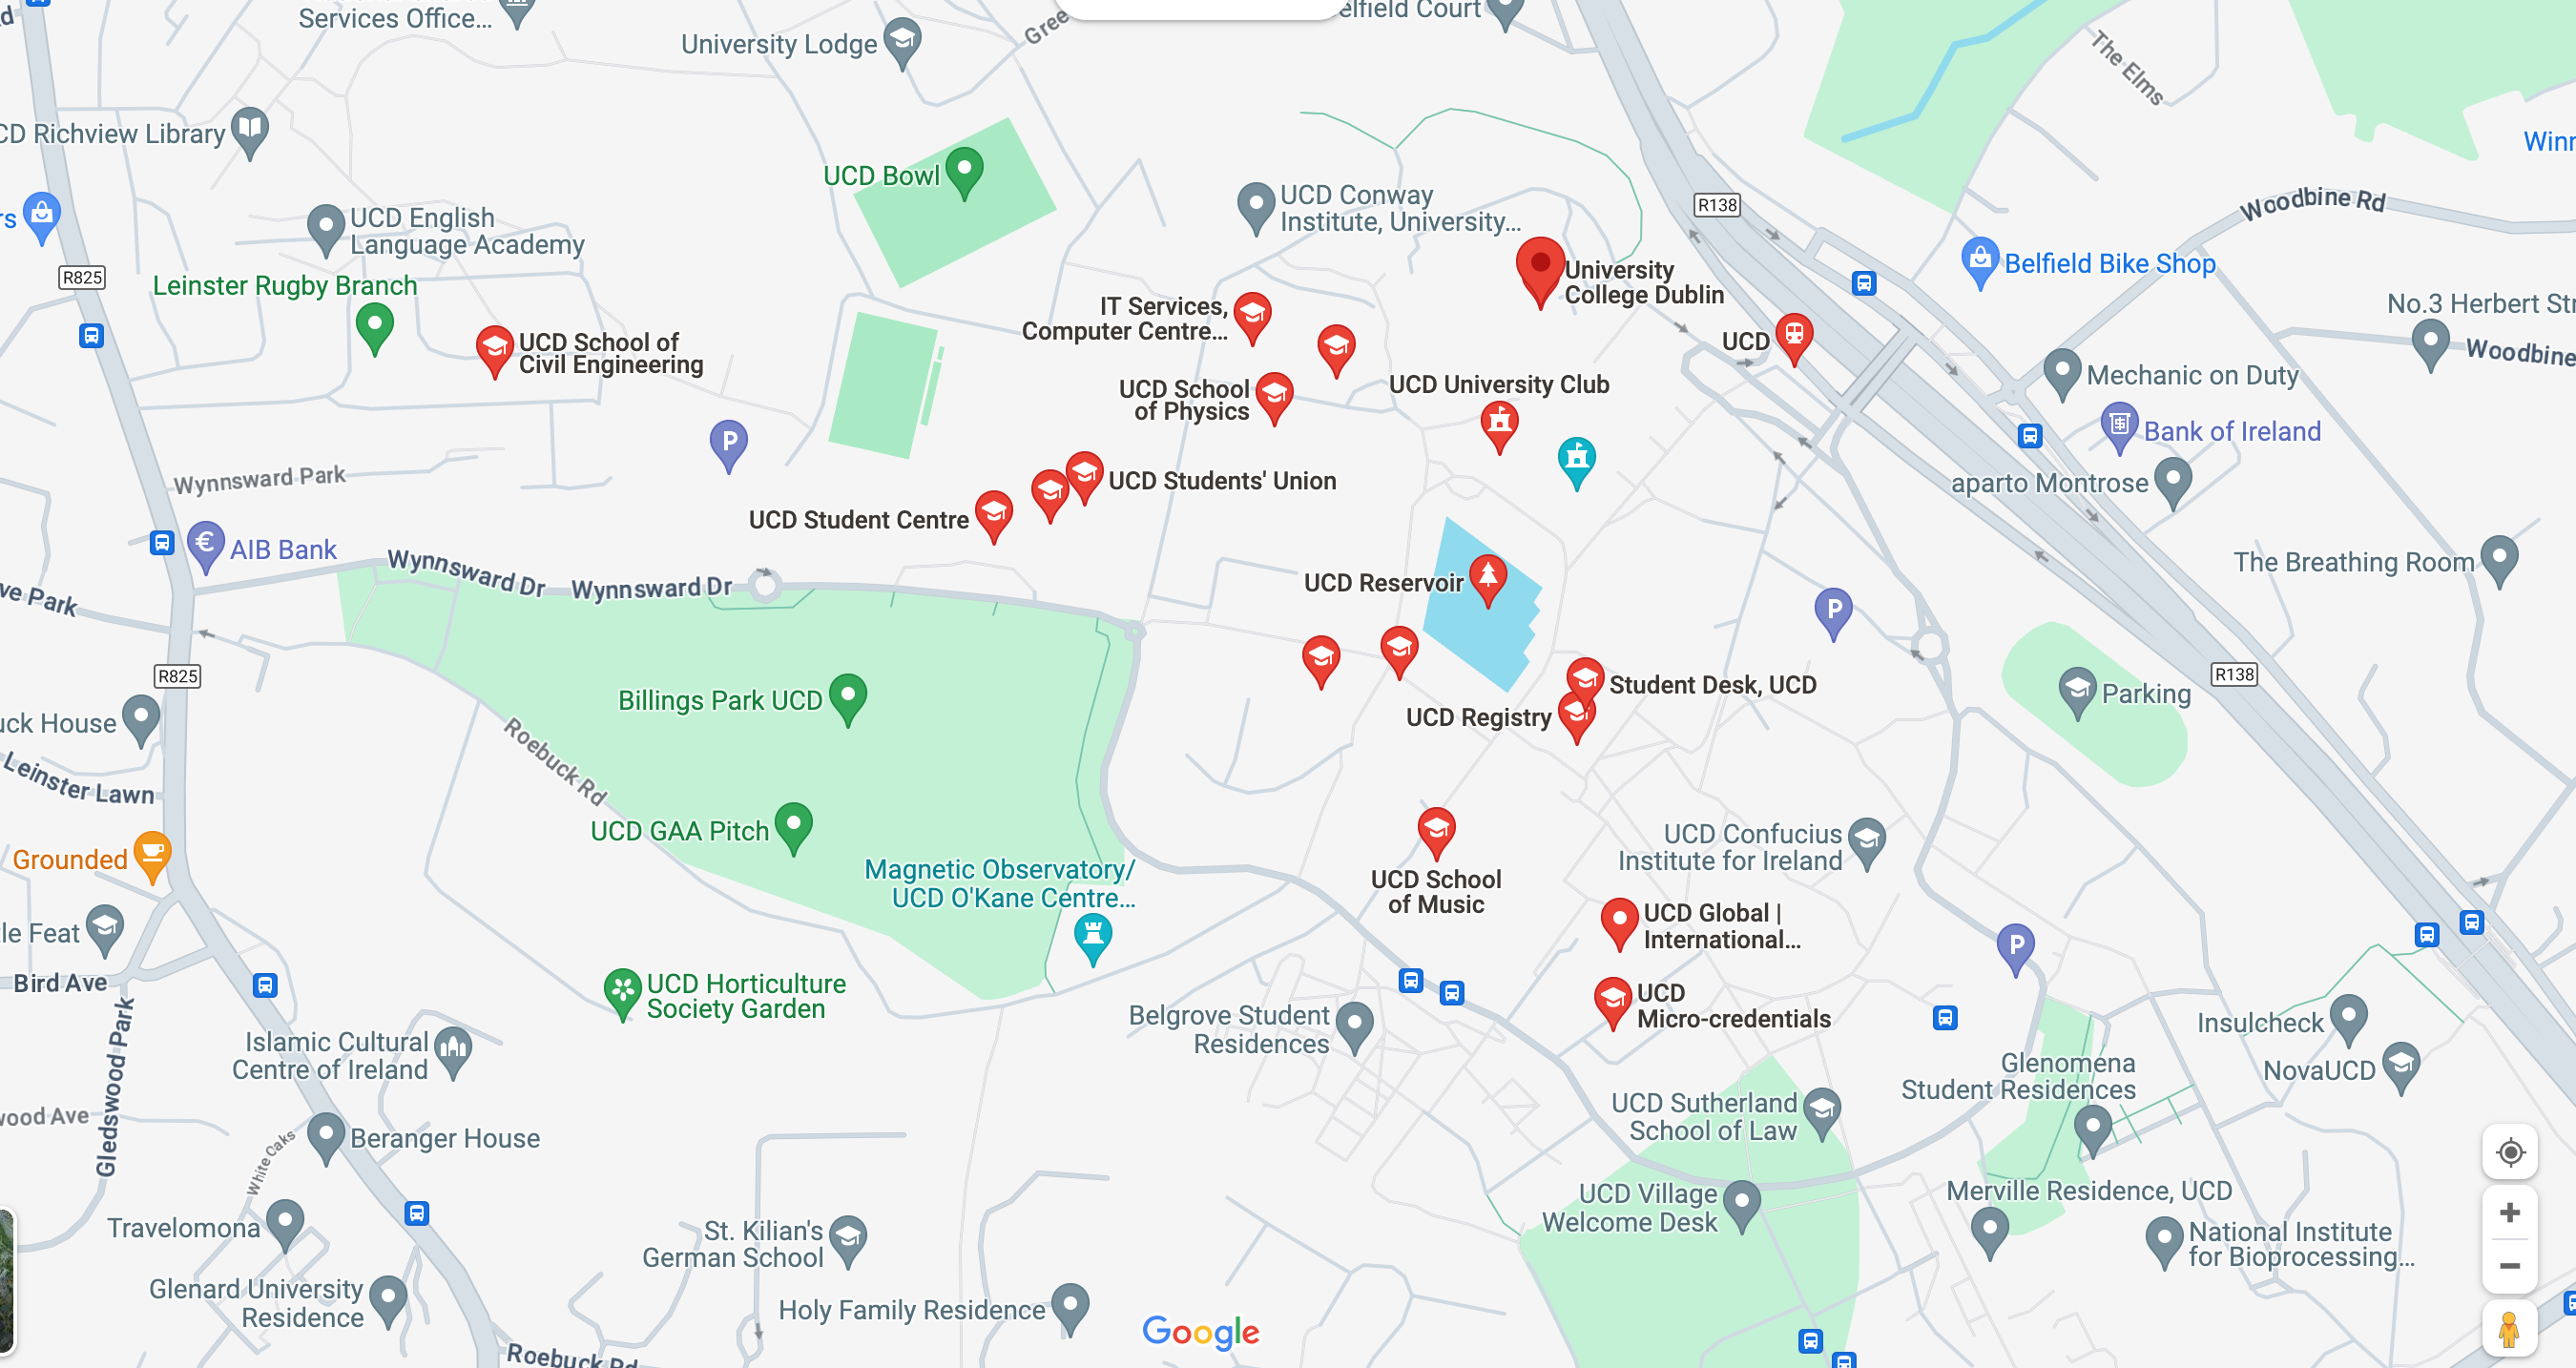 Services Office...
University Lodge
Gree
elfield Court
The Elms
CD Richview Library
Winn
UCD Bowl
UCD Conway
Institute, University...
R138
Woodbine Rd
rs
UCD English
Language Academy
R825
Leinster Rugby Branch
University
College Dublin
Belfield Bike Shop
IT Services,
Computer Centre...
No.3 Herbert Str
UCD School of
Civil Engineering
UCD
Woodbine
UCD School
of Physics
UCD University Club
Mechanic on Duty
P
Bank of Ireland
Wynnsward Park
UCD Students' Union
aparto Montrose
UCD Student Centre
€
AIB Bank
Wynnsward Dr
Wynnsward Dr
The Breathing Room
ve Park
UCD Reservoir
P
R825
R138
Billings Park UCD
Student Desk, UCD
Parking
uck House
UCD Registry
Roebuck Rd
Leinster Lawn
UCD GAA Pitch
UCD Confucius
Institute for Ireland
Grounded
Magnetic Observatory/
UCD O'Kane Centre...
UCD School
of Music
UCD Global |
International...
tle Feat
P
Bird Ave
UCD Horticulture
Society Garden
UCD
Micro-credentials
Belgrove Student
Residences
Insulcheck
Gledswood Park
Islamic Cultural
Centre of Ireland
Glenomena
Student Residences
NovaUCD
wood Ave
UCD Sutherland
School of Law
White Oaks
Beranger House
UCD Village
Welcome Desk
Merville Residence, UCD
Travelomona
St. Kilian's
German School
National Institute
for Bioprocessing...
Glenard University
Residence
Holy Family Residence
Google
Roebuck Rd